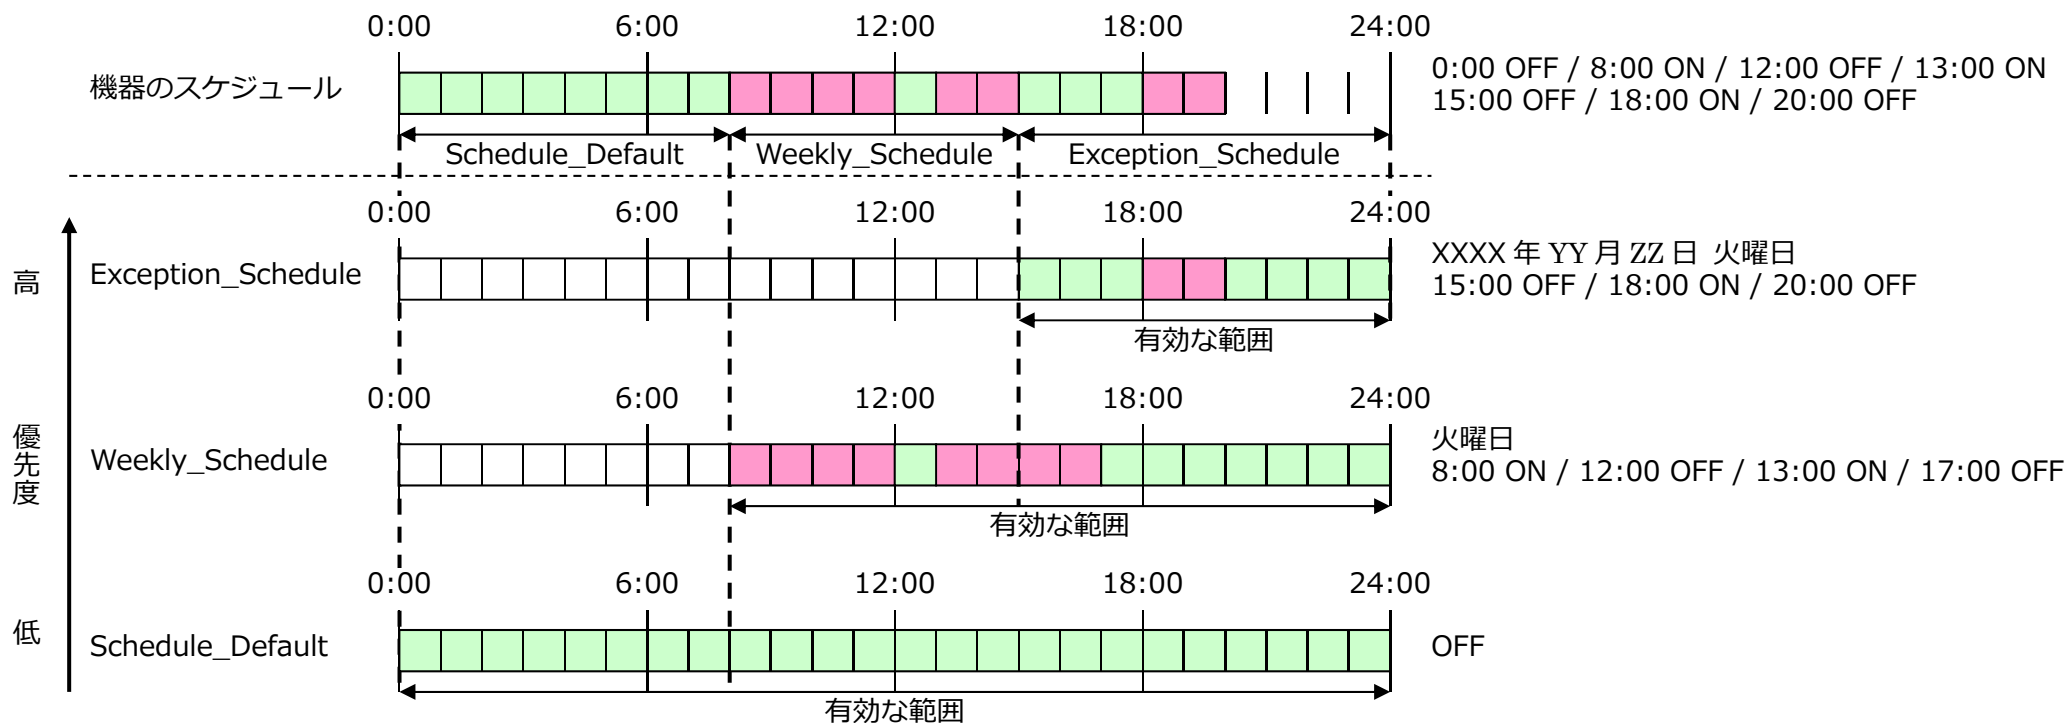 0:00 6:00 12:00 18:00 24:00
機器のスケジュール
0:00 OFF / 8:00 ON / 12:00 OFF / 13:00 ON
15:00 OFF / 18:00 ON / 20:00 OFF
Schedule_Default Weekly_Schedule Exception_Schedule
0:00 6:00 12:00 18:00 24:00
高
Exception_Schedule
XXXX 年 YY 月 ZZ 日 火曜日
15:00 OFF / 18:00 ON / 20:00 OFF
有効な範囲
0:00 6:00 12:00 18:00 24:00
優先度
Weekly_Schedule
火曜日
8:00 ON / 12:00 OFF / 13:00 ON / 17:00 OFF
有効な範囲
0:00 6:00 12:00 18:00 24:00
低
Schedule_Default
OFF
有効な範囲